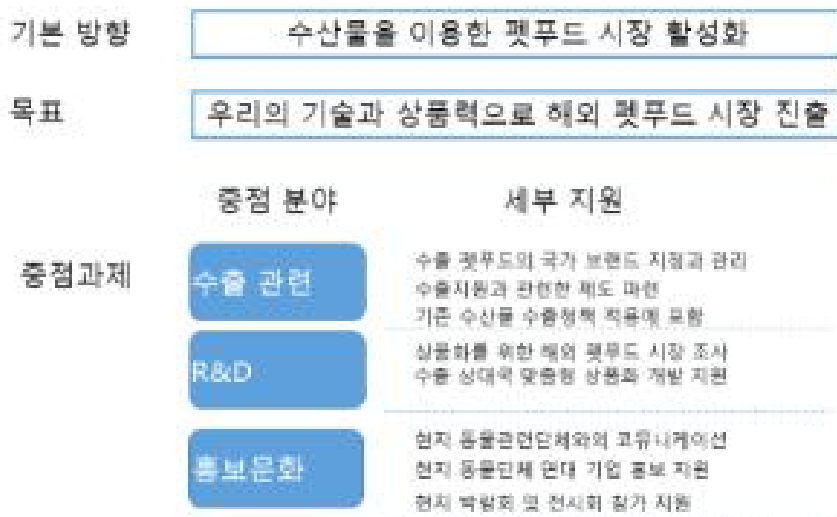 기본 방향
수산물을 이용한 펫푸드 시장 활성화
목표
우리의 기술과 상품력으로 해외 펫푸드 시장 진출
중점 분야
세부 지원
중점과제
수출 관련
수출 펫푸드의 국가 브랜드 지정과 관리
수출지원과 관련한 제도 마련
기존 수산물 수출정책 적용에 포함
R&D
상품화를 위한 해외 펫푸드 시장 조사
수출 상대국 맞춤형 상품화 개발 지원
홍보문화
현지 동물관련단체와의 코뮤니케이션
현지 동물단체 연대 기업 홍보 지원
현지 박람회 및 전시회 참가 지원